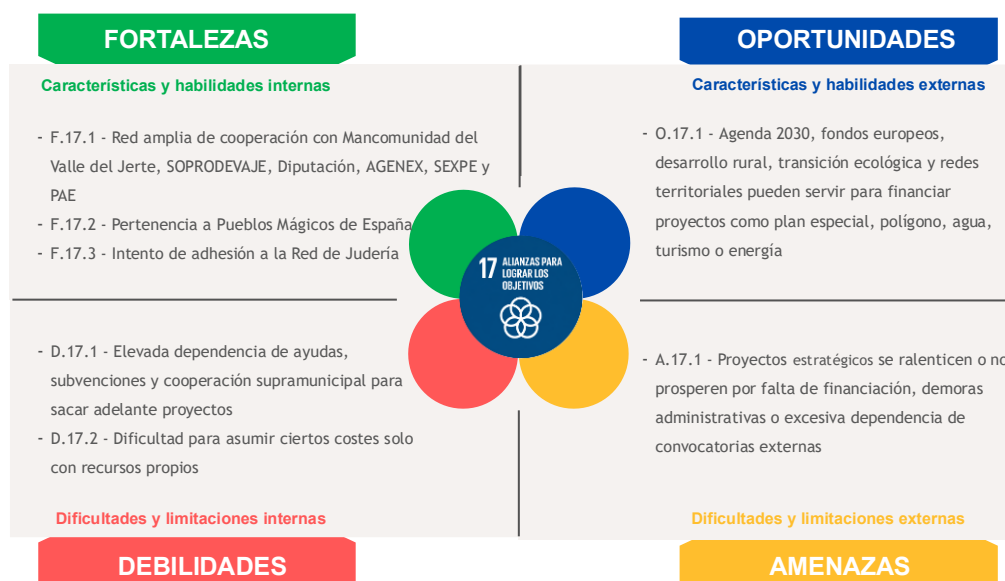 FORTALEZAS
Características y habilidades internas
- F.17.1 - Red amplia de cooperación con Mancomunidad del
Valle del Jerte, SOPRODEVAJE, Diputación, AGENEX, SEXPE y
PAE
- F.17.2 - Pertenencia a Pueblos Mágicos de España
- F.17.3 - Intento de adhesión a la Red de Judería
OPORTUNIDADES
Características y habilidades externas
- O.17.1 - Agenda 2030, fondos europeos,
desarrollo rural, transición ecológica y redes
territoriales pueden servir para financiar
proyectos como plan especial, polígono, agua,
turismo o energía
17 ALIANZAS PARA
LOGRAR LOS
OBJETIVOS
- D.17.1 - Elevada dependencia de ayudas,
subvenciones y cooperación supramunicipal para
sacar adelante proyectos
- D.17.2 - Dificultad para asumir ciertos costes solo
con recursos propios
Dificultades y limitaciones internas
DEBILIDADES
- A.17.1 - Proyectos estratégicos se ralenticen o no
prosperen por falta de financiación, demoras
administrativas o excesiva dependencia de
convocatorias externas
Dificultades y limitaciones externas
AMENAZAS